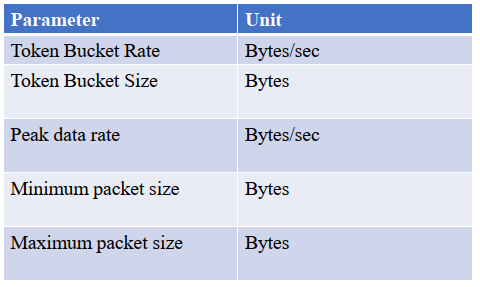 Parameter Unit
Token Bucket Rate Bytes/sec
Token Bucket Size Bytes
Peak data rate Bytes/sec
Minimum packet size Bytes
Maximum packet size Bytes